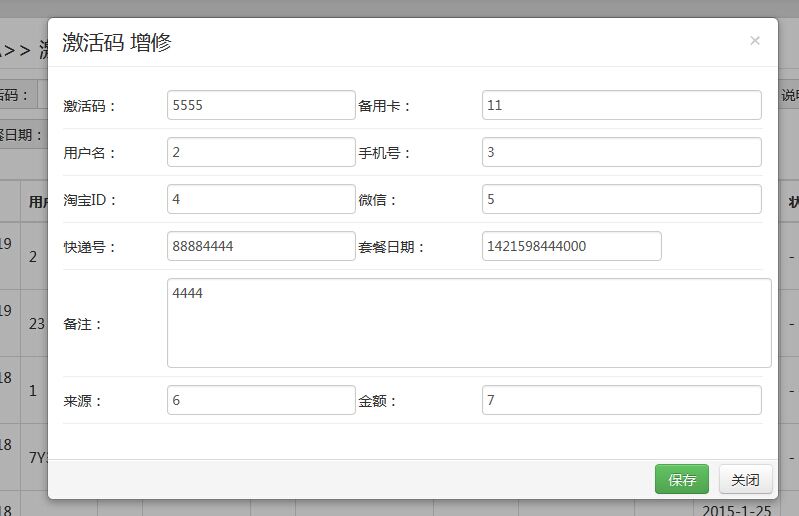 激活码 增修
×
>> 激
活码：
说明
餐日期：
激活码： 5555 备用卡： 11
用户名： 2 手机号： 3
淘宝ID： 4 微信： 5
快递号： 88884444 套餐日期： 1421598444000
备注： 4444
来源： 6 金额： 7
保存 关闭
用户
19 2 -
19 23 -
18 1 -
18 7Y -
18 2015-1-25